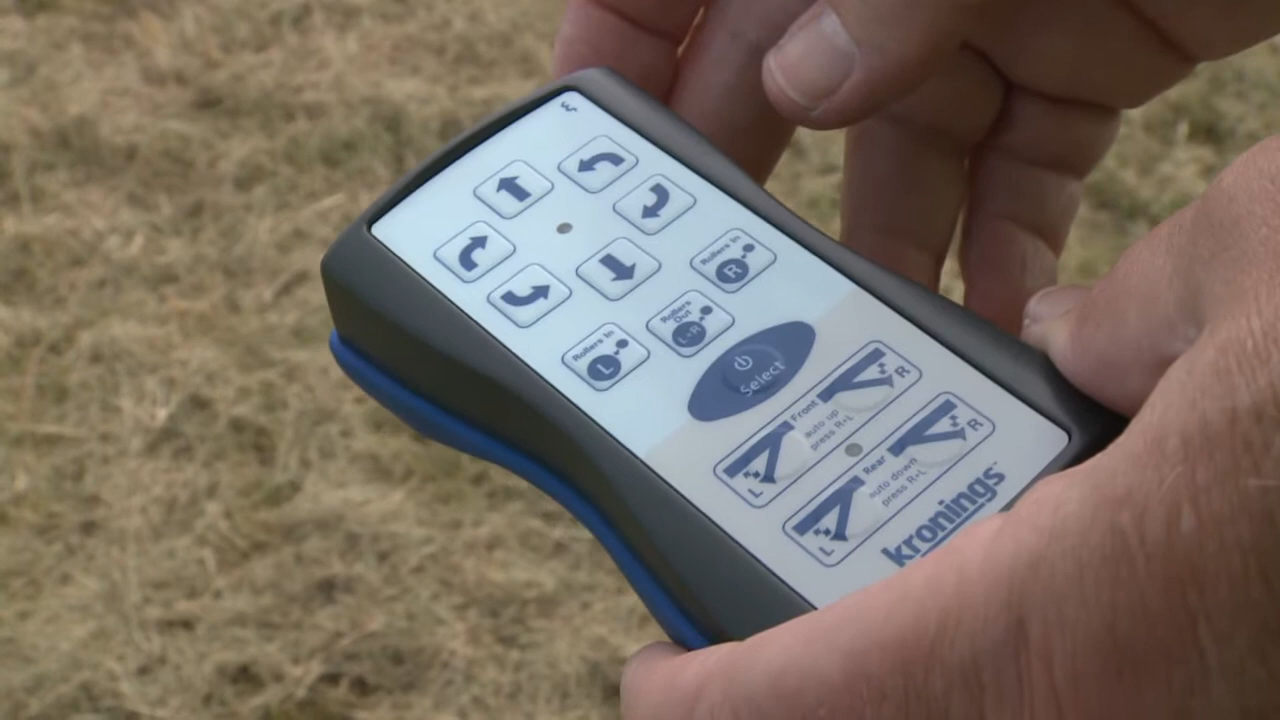 Rollers In
R
Rollers
Out
L+R
Rollers In
L
Select
Front
auto up
press R+L
L
R
Rear
auto down
press R+L
L
R
kronings